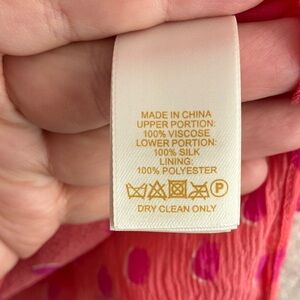 MADE IN CHINA
UPPER PORTION:
100% VISCOSE
LOWER PORTION:
100% SILK
LINING:
100% POLYESTER
P
DRY CLEAN ONLY